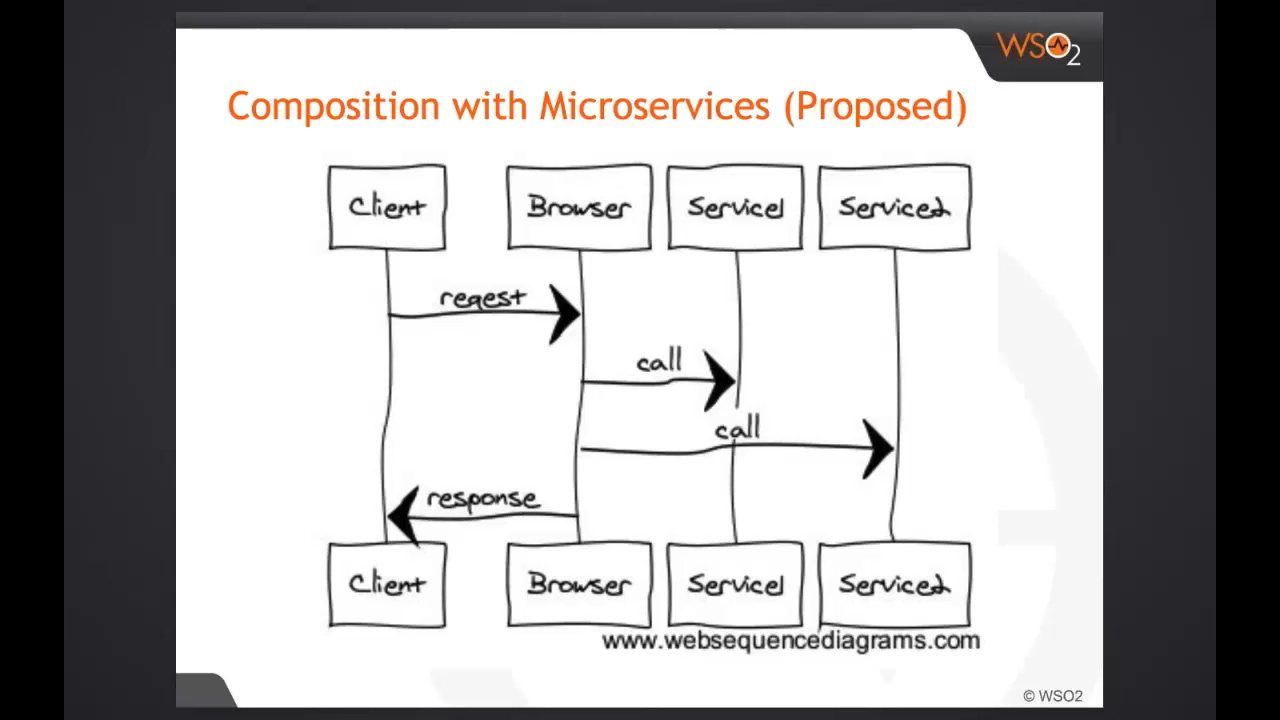 WSO2
Composition with Microservices (Proposed)
Client
Browser
Service1
Service2
reqest
call
call
response
Client
Browser
Service1
Service2
www.websequencediagrams.com
© WSO2